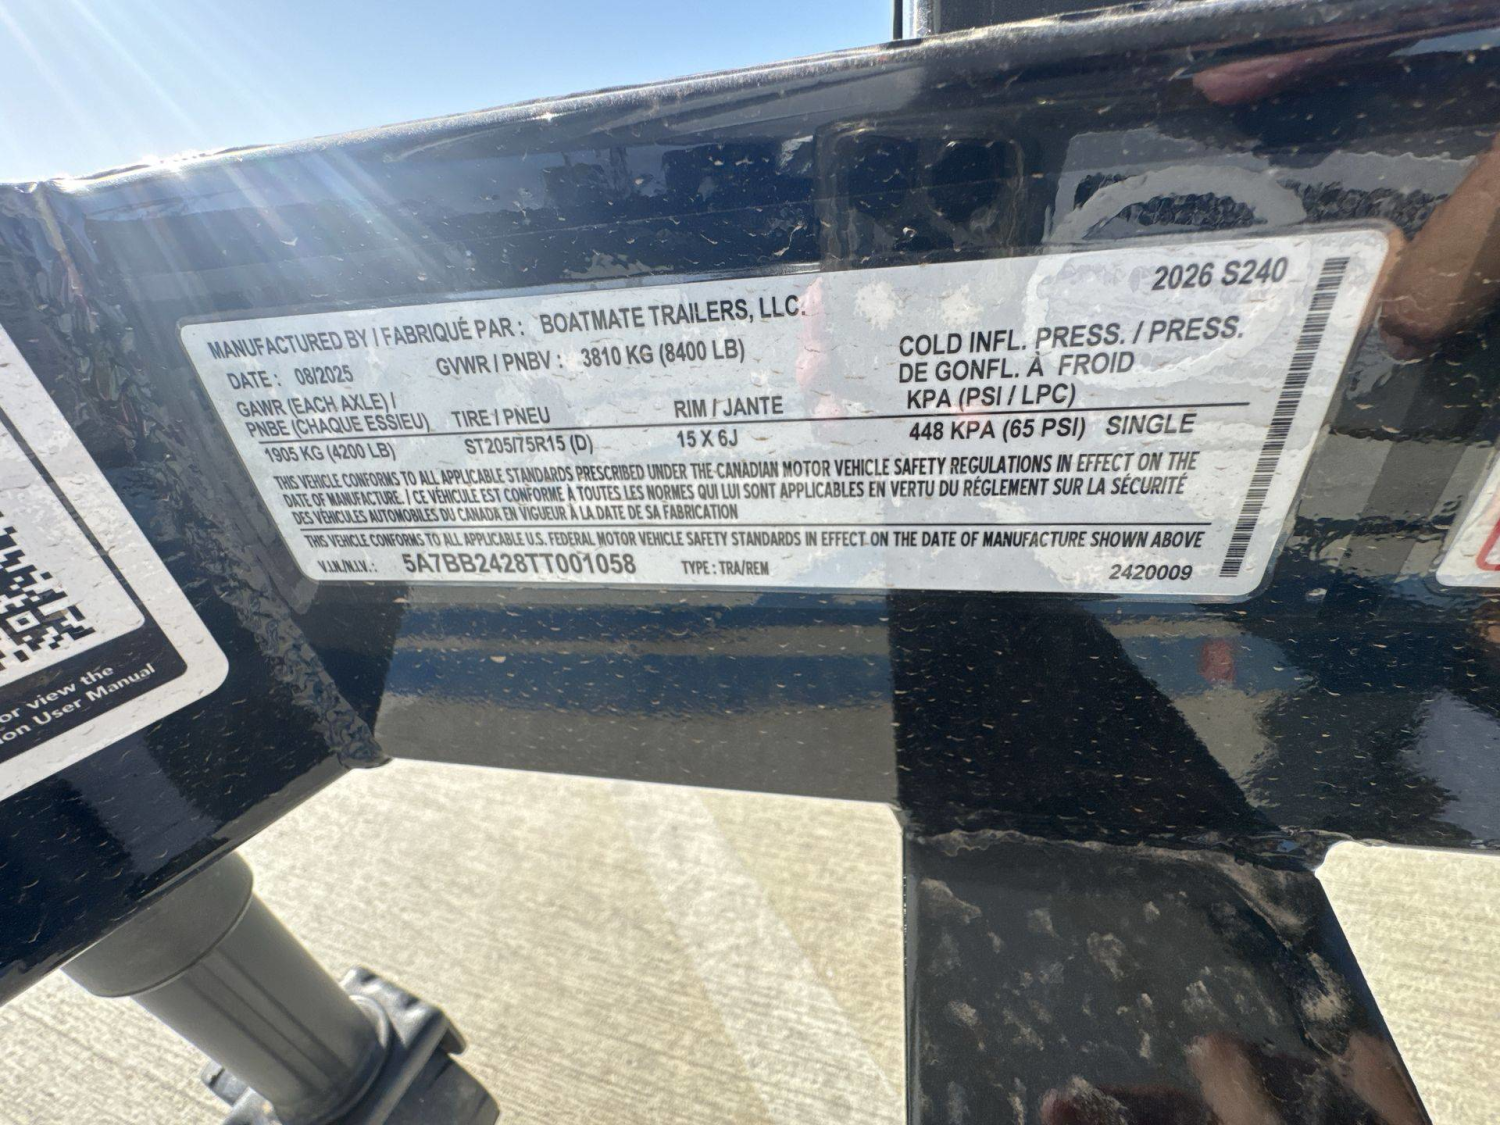 2026 S240
MANUFACTURED BY / FABRIQUÉ PAR : BOATMATE TRAILERS, LLC.
DATE : 08/2025 GVWR / PNBV : 3810 KG (8400 LB)
COLD INFL. PRESS. / PRESS.
DE GONFL. À FROID
KPA (PSI / LPC)
GAWR (EACH AXLE) /
PNBE (CHAQUE ESSIEU) TIRE / PNEU RIM / JANTE
1905 KG (4200 LB) ST205/75R15 (D) 15 X 6J 448 KPA (65 PSI) SINGLE
THIS VEHICLE CONFORMS TO ALL APPLICABLE STANDARDS PRESCRIBED UNDER THE CANADIAN MOTOR VEHICLE SAFETY REGULATIONS IN EFFECT ON THE
DATE OF MANUFACTURE. / CE VÉHICULE EST CONFORME À TOUTES LES NORMES QUI LUI SONT APPLICABLES EN VERTU DU RÉGLEMENT SUR LA SÉCURITÉ
DES VÉHICULES AUTOMOBILES DU CANADA EN VIGUEUR À LA DATE DE SA FABRICATION
THIS VEHICLE CONFORMS TO ALL APPLICABLE U.S. FEDERAL MOTOR VEHICLE SAFETY STANDARDS IN EFFECT ON THE DATE OF MANUFACTURE SHOWN ABOVE
V.I.N./N.I.V.: 5A7BB2428TT001058 TYPE : TRA/REM 2420009
or view the
ion User Manual